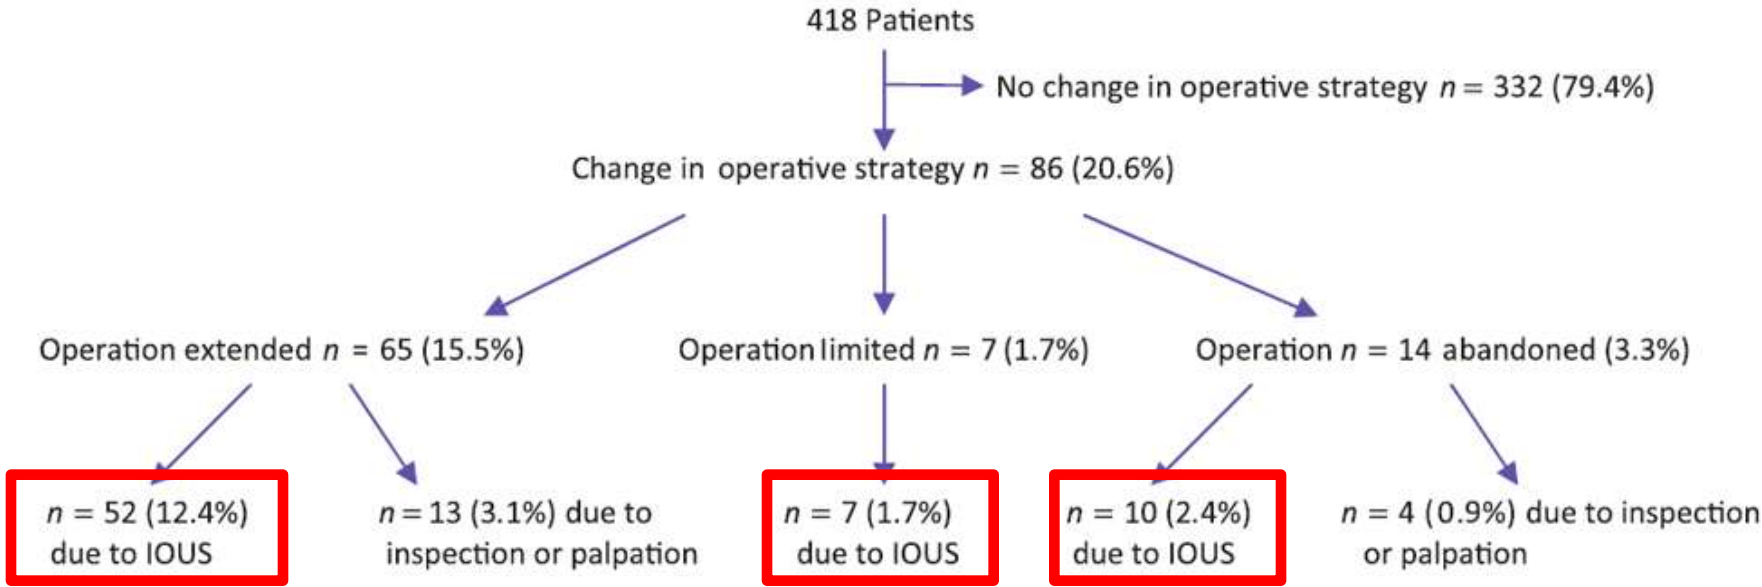 418 Patients
No change in operative strategy n = 332 (79.4%)
Change in operative strategy n = 86 (20.6%)
Operation extended n = 65 (15.5%)
Operation limited n = 7 (1.7%)
Operation n = 14 abandoned (3.3%)
n = 52 (12.4%)
due to IOUS
n = 13 (3.1%) due to
inspection or palpation
n = 7 (1.7%)
due to IOUS
n = 10 (2.4%)
due to IOUS
n = 4 (0.9%) due to inspection
or palpation